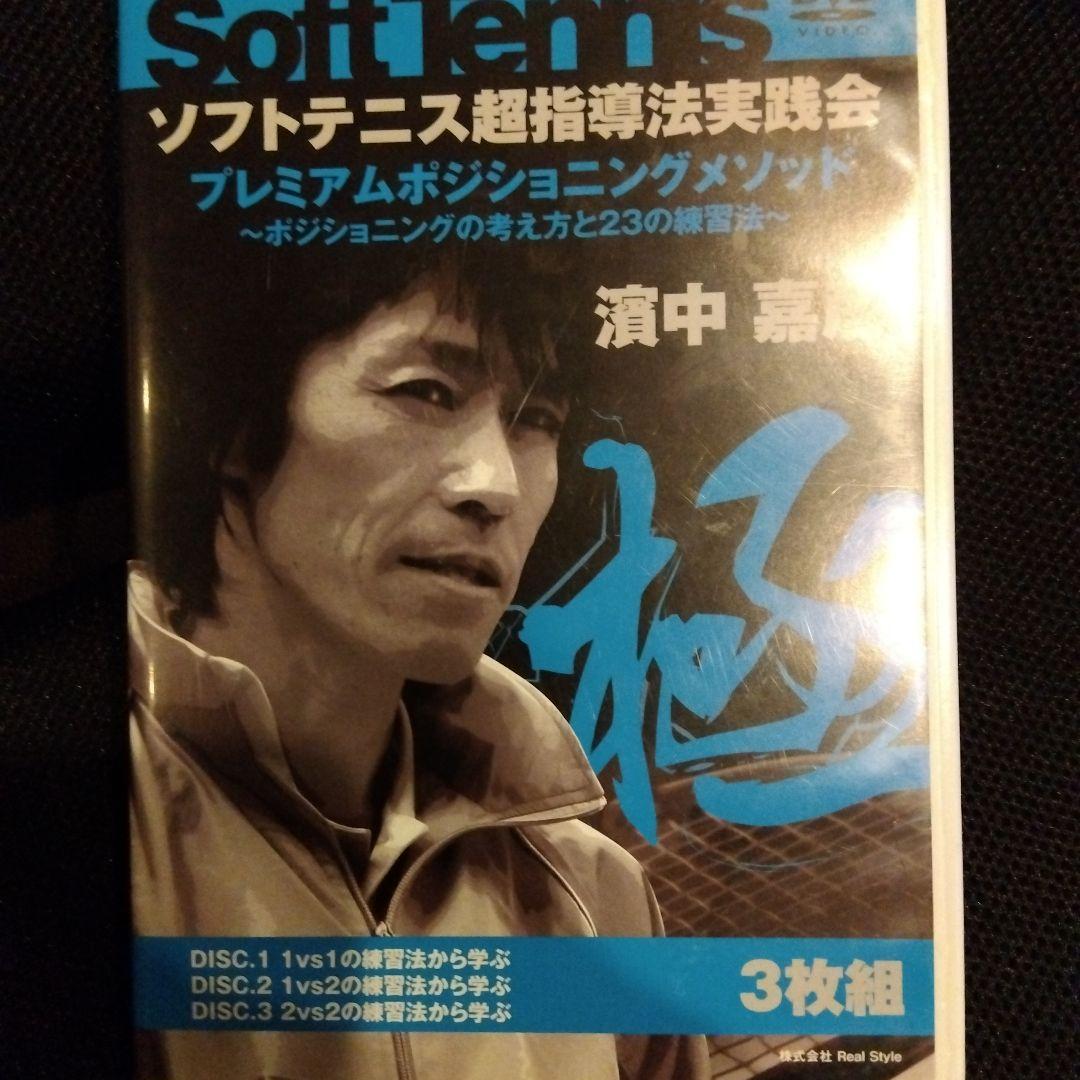 Soft Tennis
VIDEO
ソフトテニス超指導法実践会
プレミアムポジショニングメソッド
～ポジショニングの考え方と23の練習法～
濱中 嘉
極
DISC.1 1vs1の練習法から学ぶ
DISC.2 1vs2の練習法から学ぶ
DISC.3 2vs2の練習法から学ぶ
3枚組
株式会社 Real Style